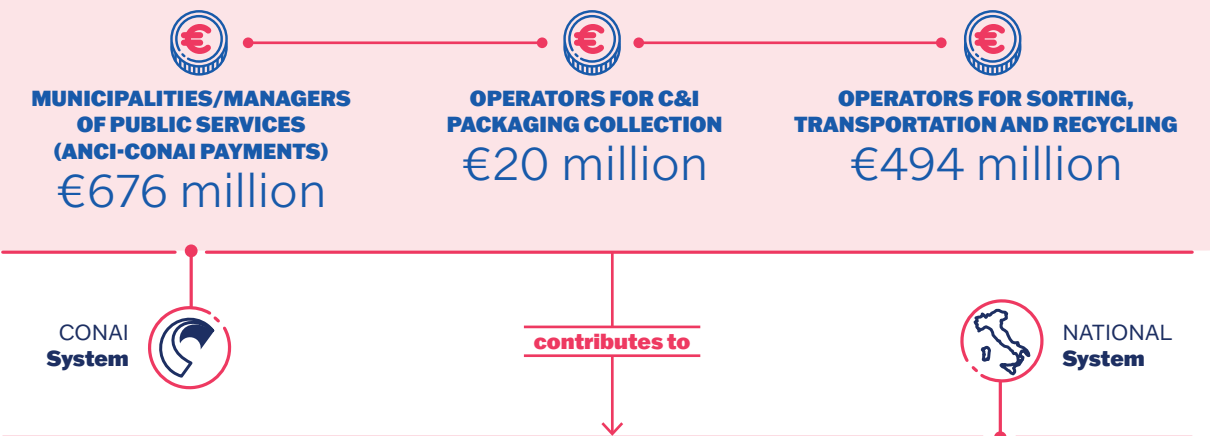 MUNICIPALITIES/MANAGERS
OF PUBLIC SERVICES
(ANCI-CONAI PAYMENTS)
€676 million
OPERATORS FOR C&I
PACKAGING COLLECTION
€20 million
OPERATORS FOR SORTING,
TRANSPORTATION AND RECYCLING
€494 million
CONAI
System
contributes to
NATIONAL
System